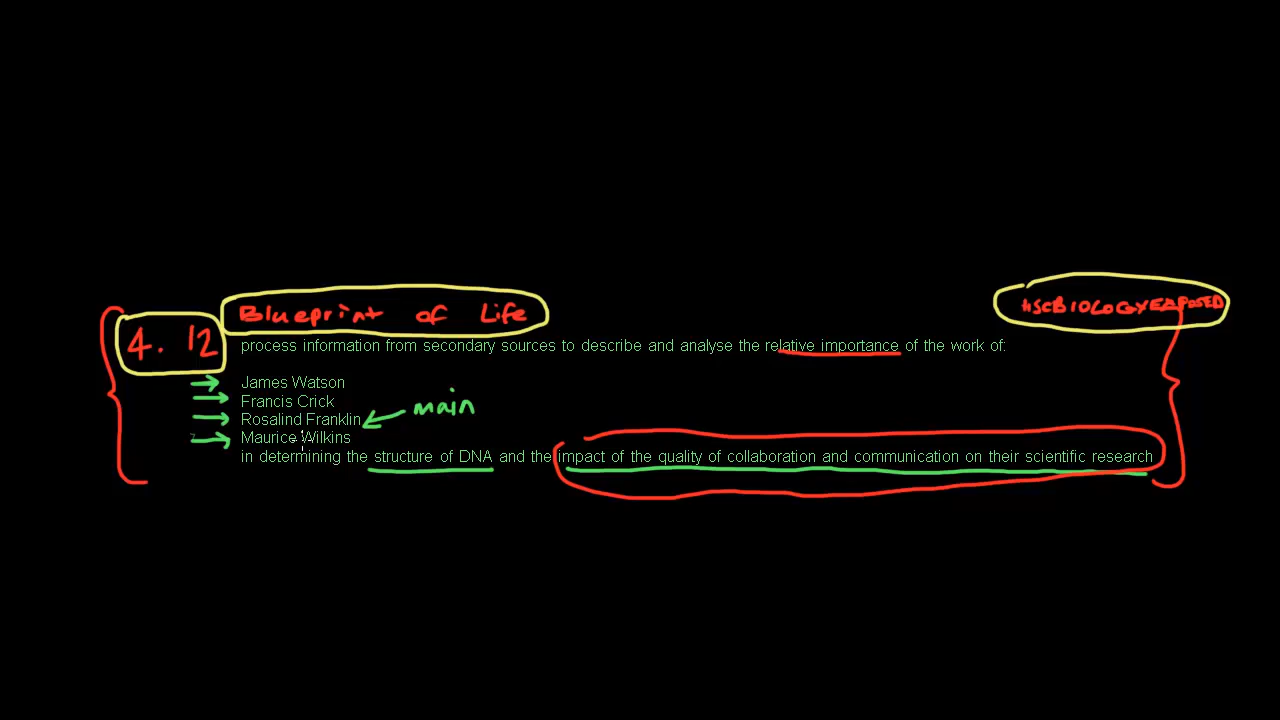 Blueprint of Life
HSCBIOLOGYEXPOSED
4. 12
process information from secondary sources to describe and analyse the relative importance of the work of:
James Watson
Francis Crick
Rosalind Franklin
main
Maurice Wilkins
in determining the structure of DNA and the impact of the quality of collaboration and communication on their scientific research